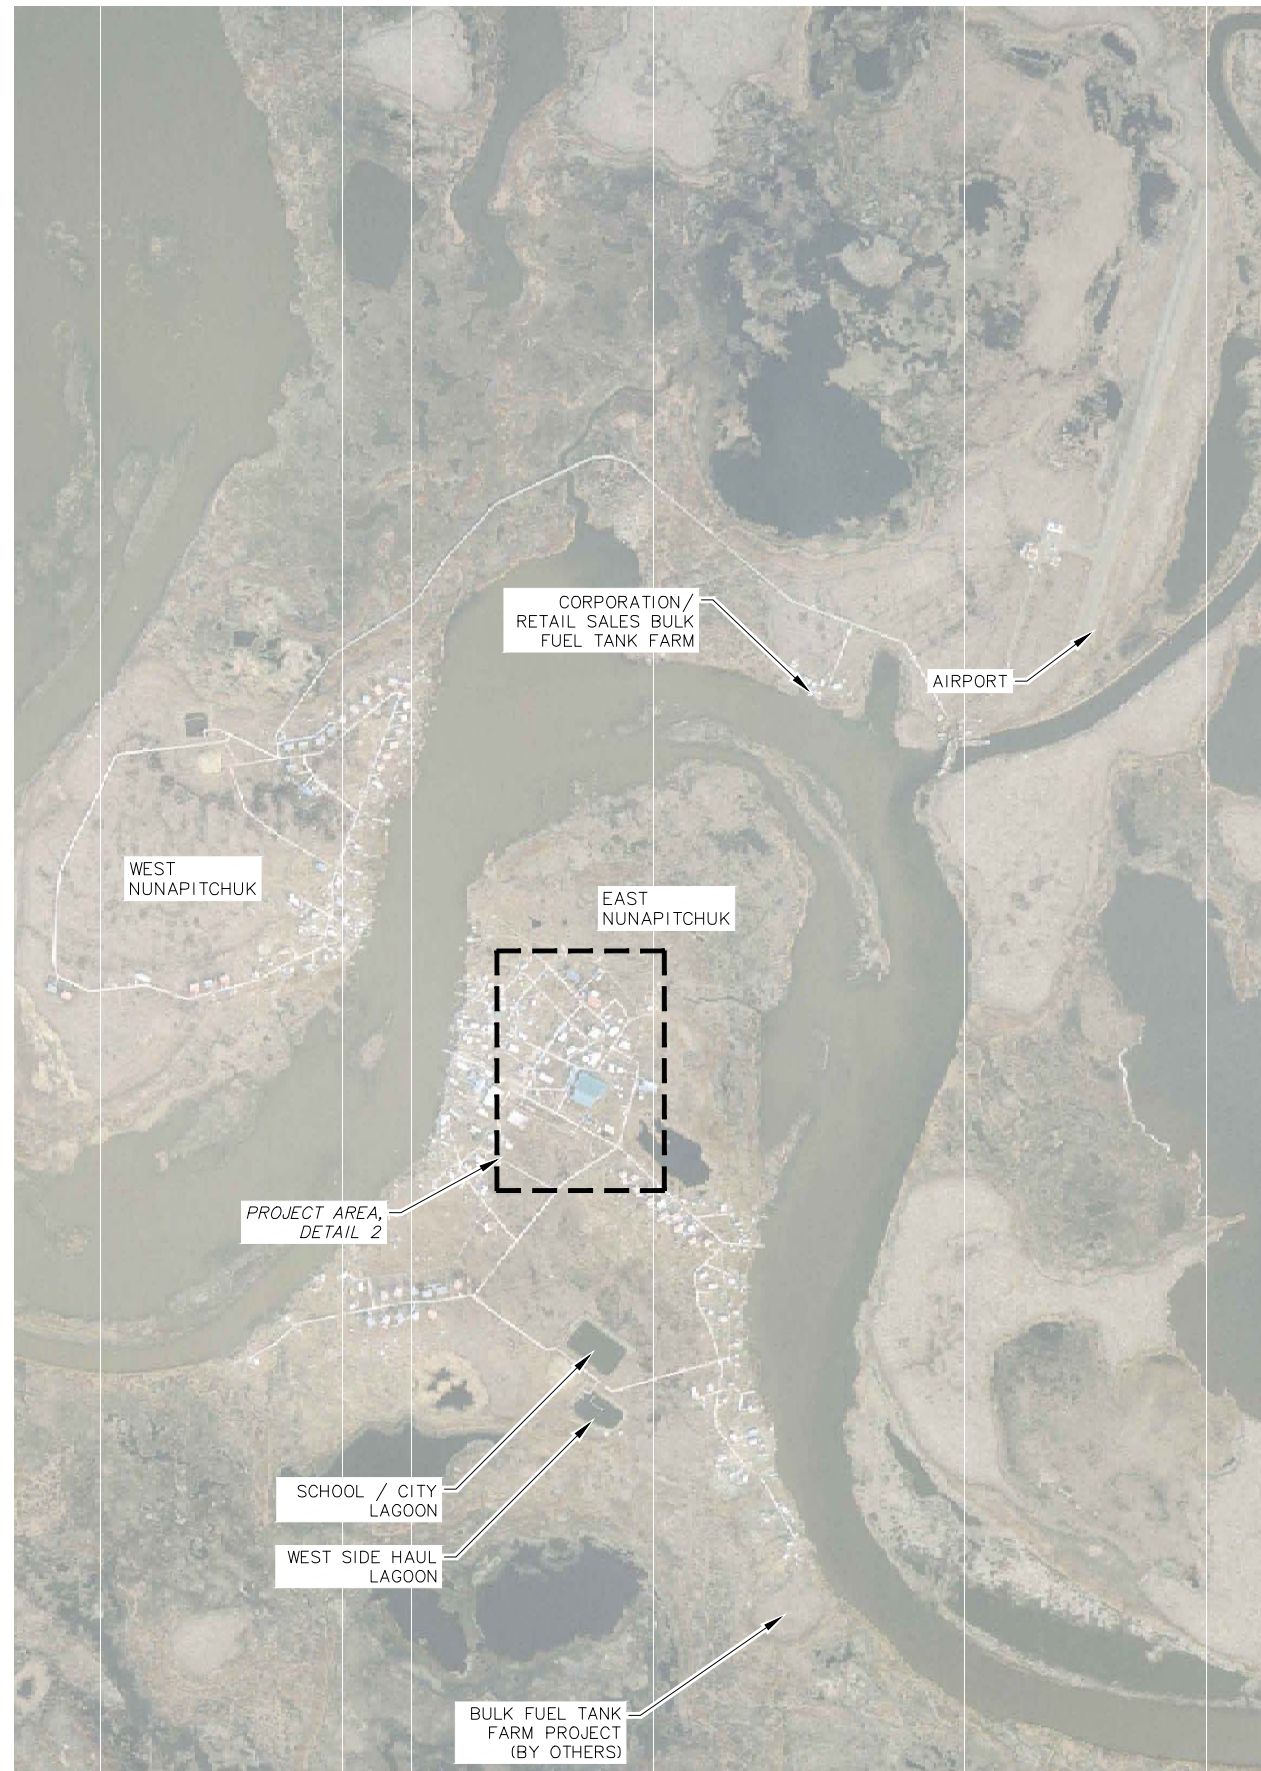 CORPORATION/
RETAIL SALES BULK
FUEL TANK FARM
AIRPORT
WEST
NUNAPITCHUK
EAST
NUNAPITCHUK
PROJECT AREA,
DETAIL 2
SCHOOL / CITY
LAGOON
WEST SIDE HAUL
LAGOON
BULK FUEL TANK
FARM PROJECT
(BY OTHERS)